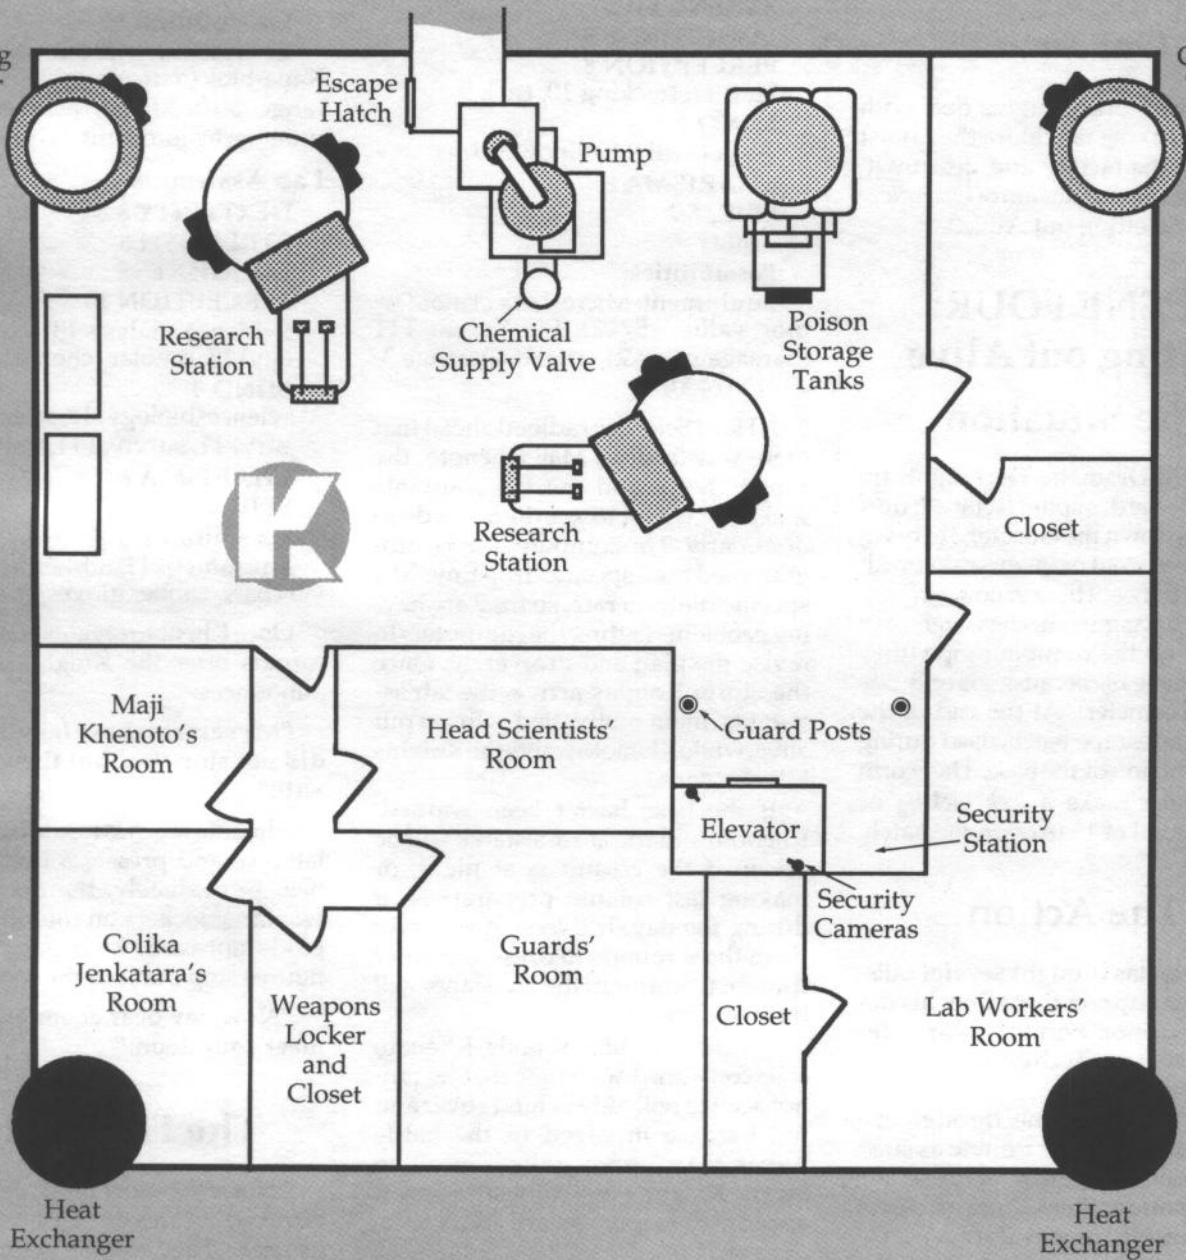 Escape
Hatch
Pump
Research
Station
Chemical
Supply Valve
Poison
Storage
Tanks
Research
Station
Closet
Maji
Khenoto's
Room
Head Scientists'
Room
Guard Posts
Elevator
Security
Station
Security
Cameras
Colika
Jenkatara's
Room
Guards'
Room
Weapons
Locker
and
Closet
Closet
Lab Workers'
Room
Heat
Exchanger
Heat
Exchanger